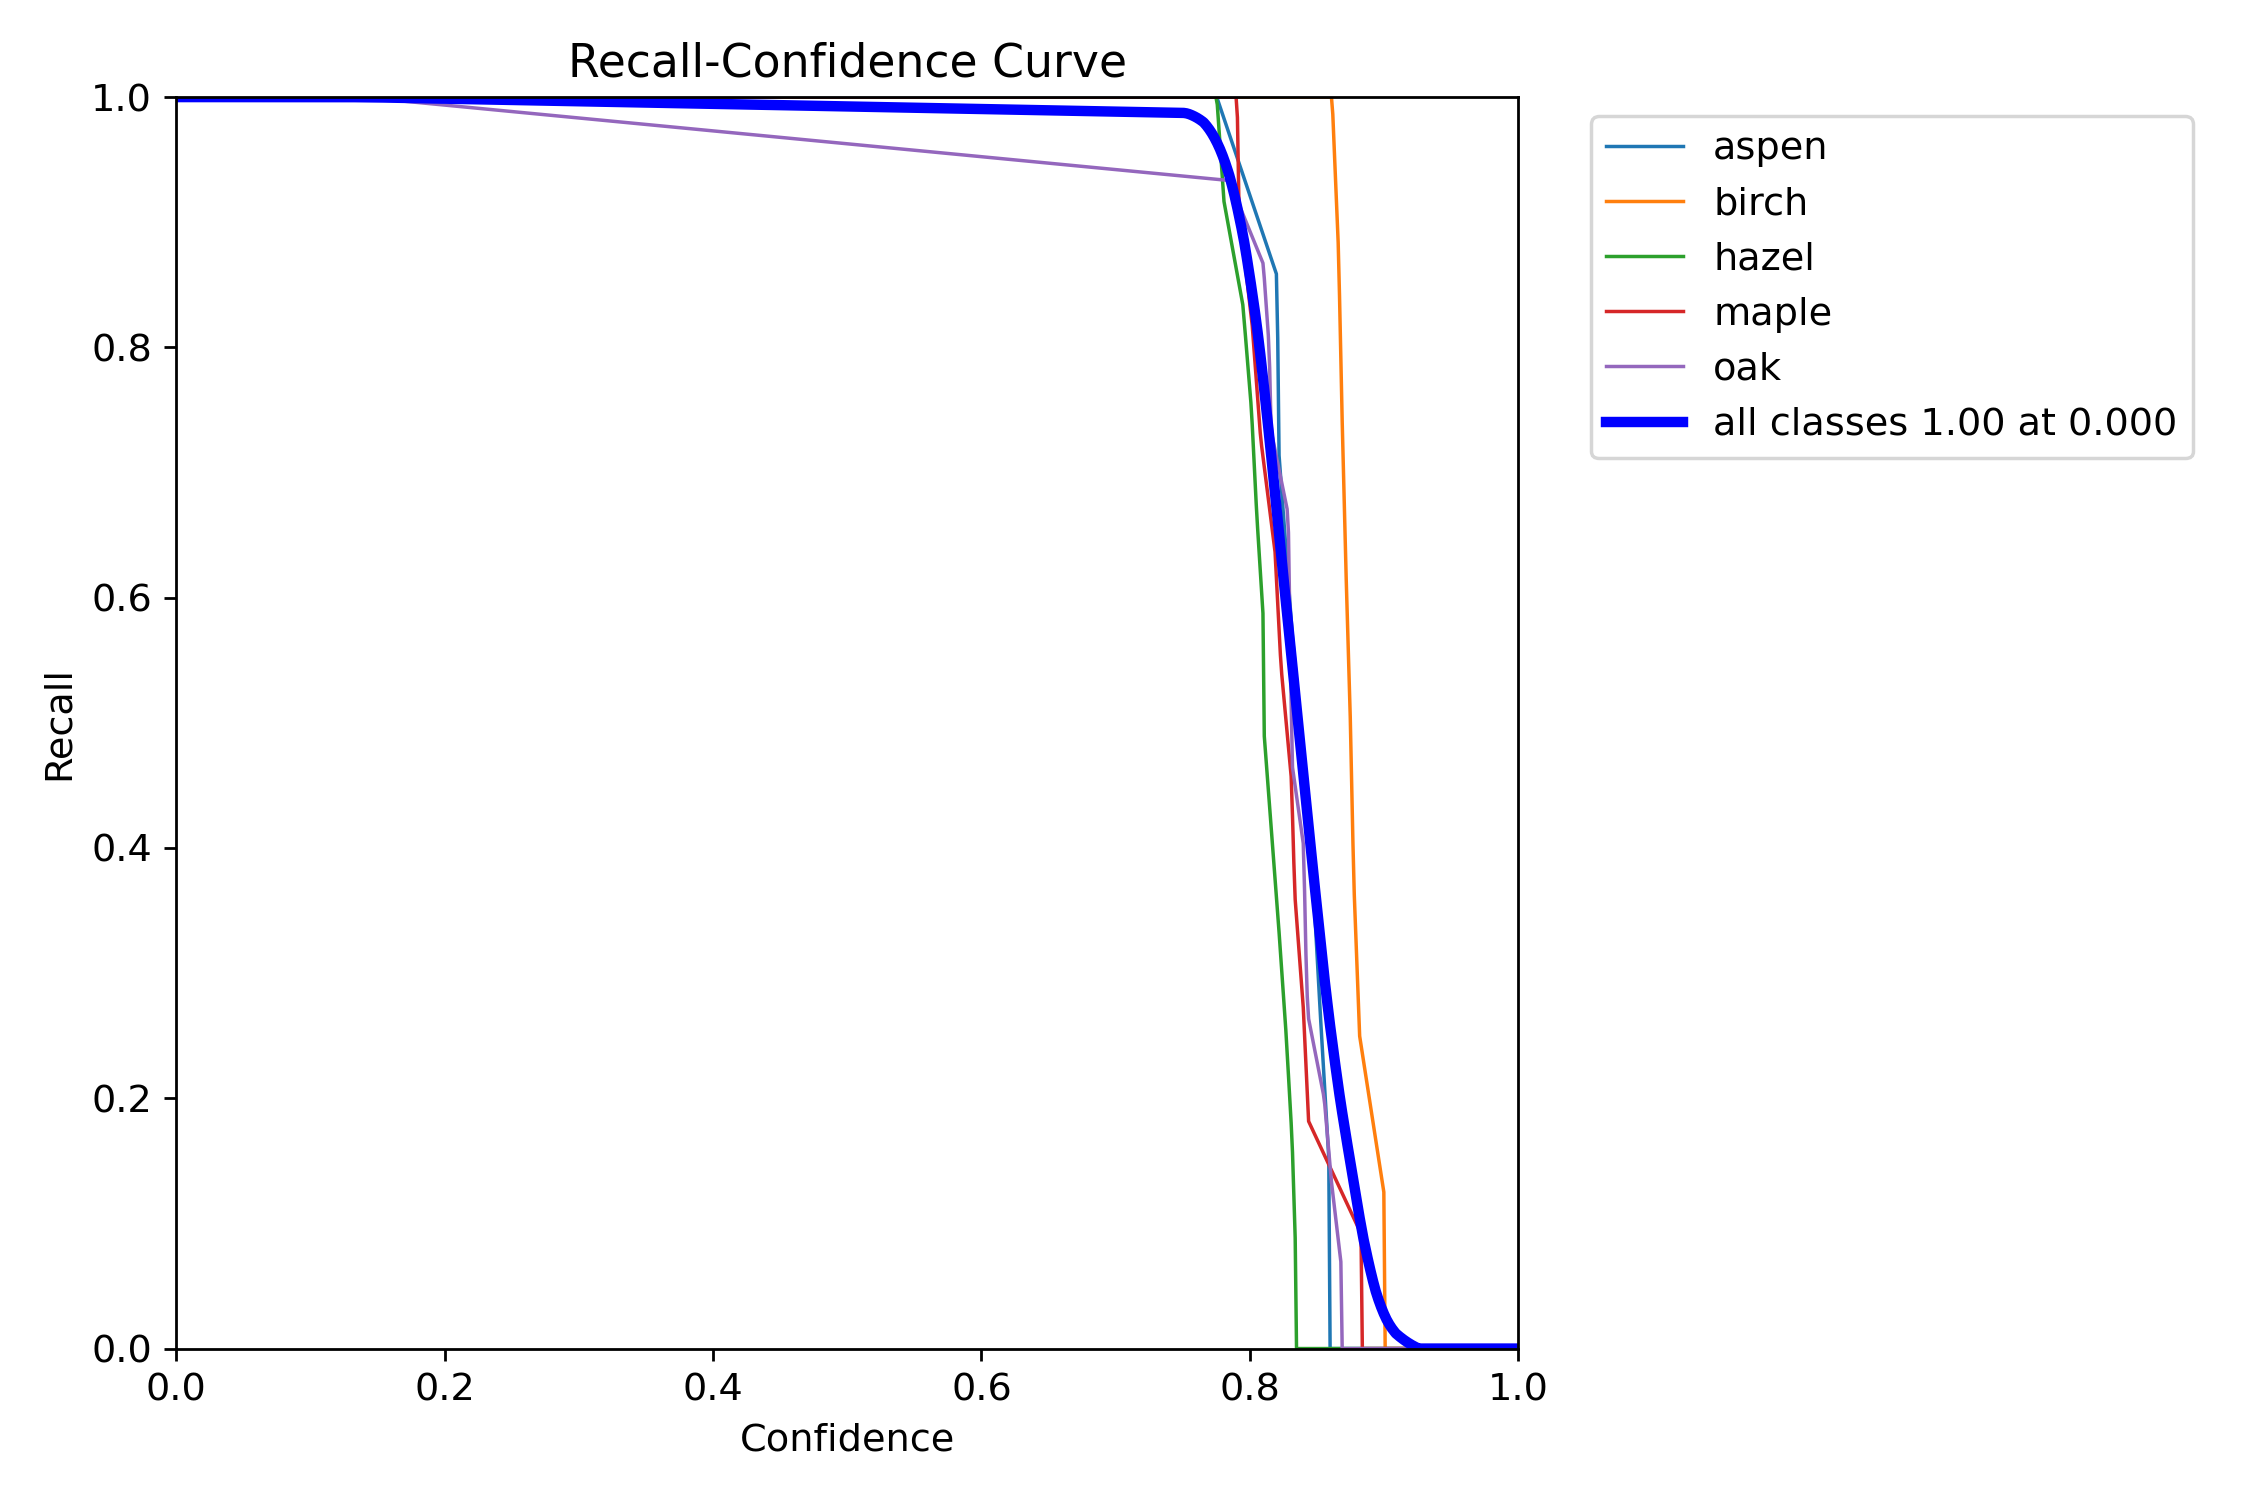 Recall-Confidence Curve
1.0
0.8
0.6
0.4
0.2
0.0
Recall
0.0 0.2 0.4 0.6 0.8 1.0
Confidence
aspen
birch
hazel
maple
oak
all classes 1.00 at 0.000